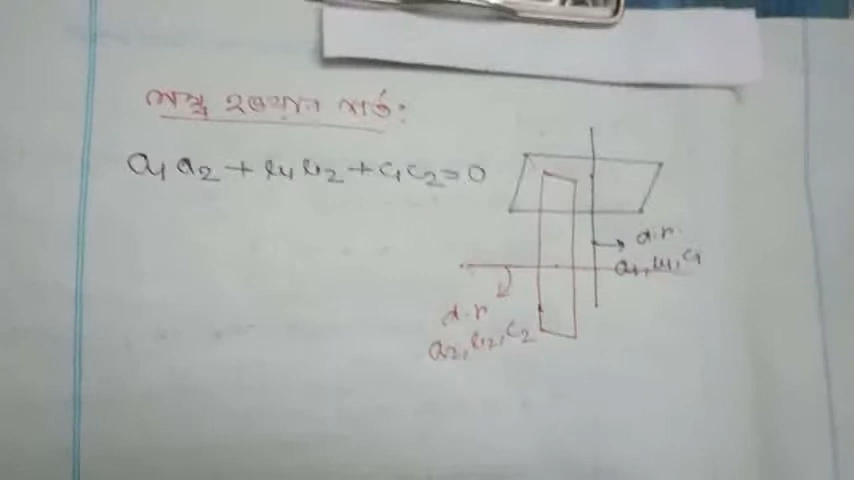 লম্ব হওয়ার শর্ত:
a₁a₂ + b₁b₂ + c₁c₂ = 0
d.r.
a₁, b₁, c₁
d.r
a₂, b₂, c₂